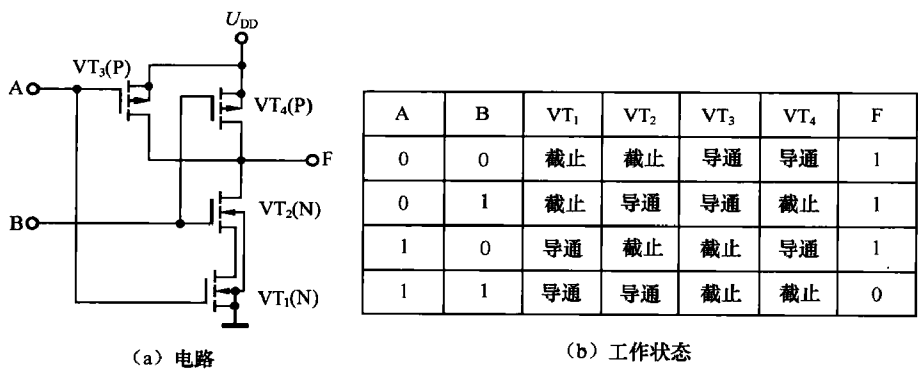 U_DD
VT₃(P)
A
VT₄(P)
F
B
VT₂(N)
VT₁(N)
(a) 电路
A B VT₁ VT₂ VT₃ VT₄ F
0 0 截止 截止 导通 导通 1
0 1 截止 导通 导通 截止 1
1 0 导通 截止 截止 导通 1
1 1 导通 导通 截止 截止 0
(b) 工作状态